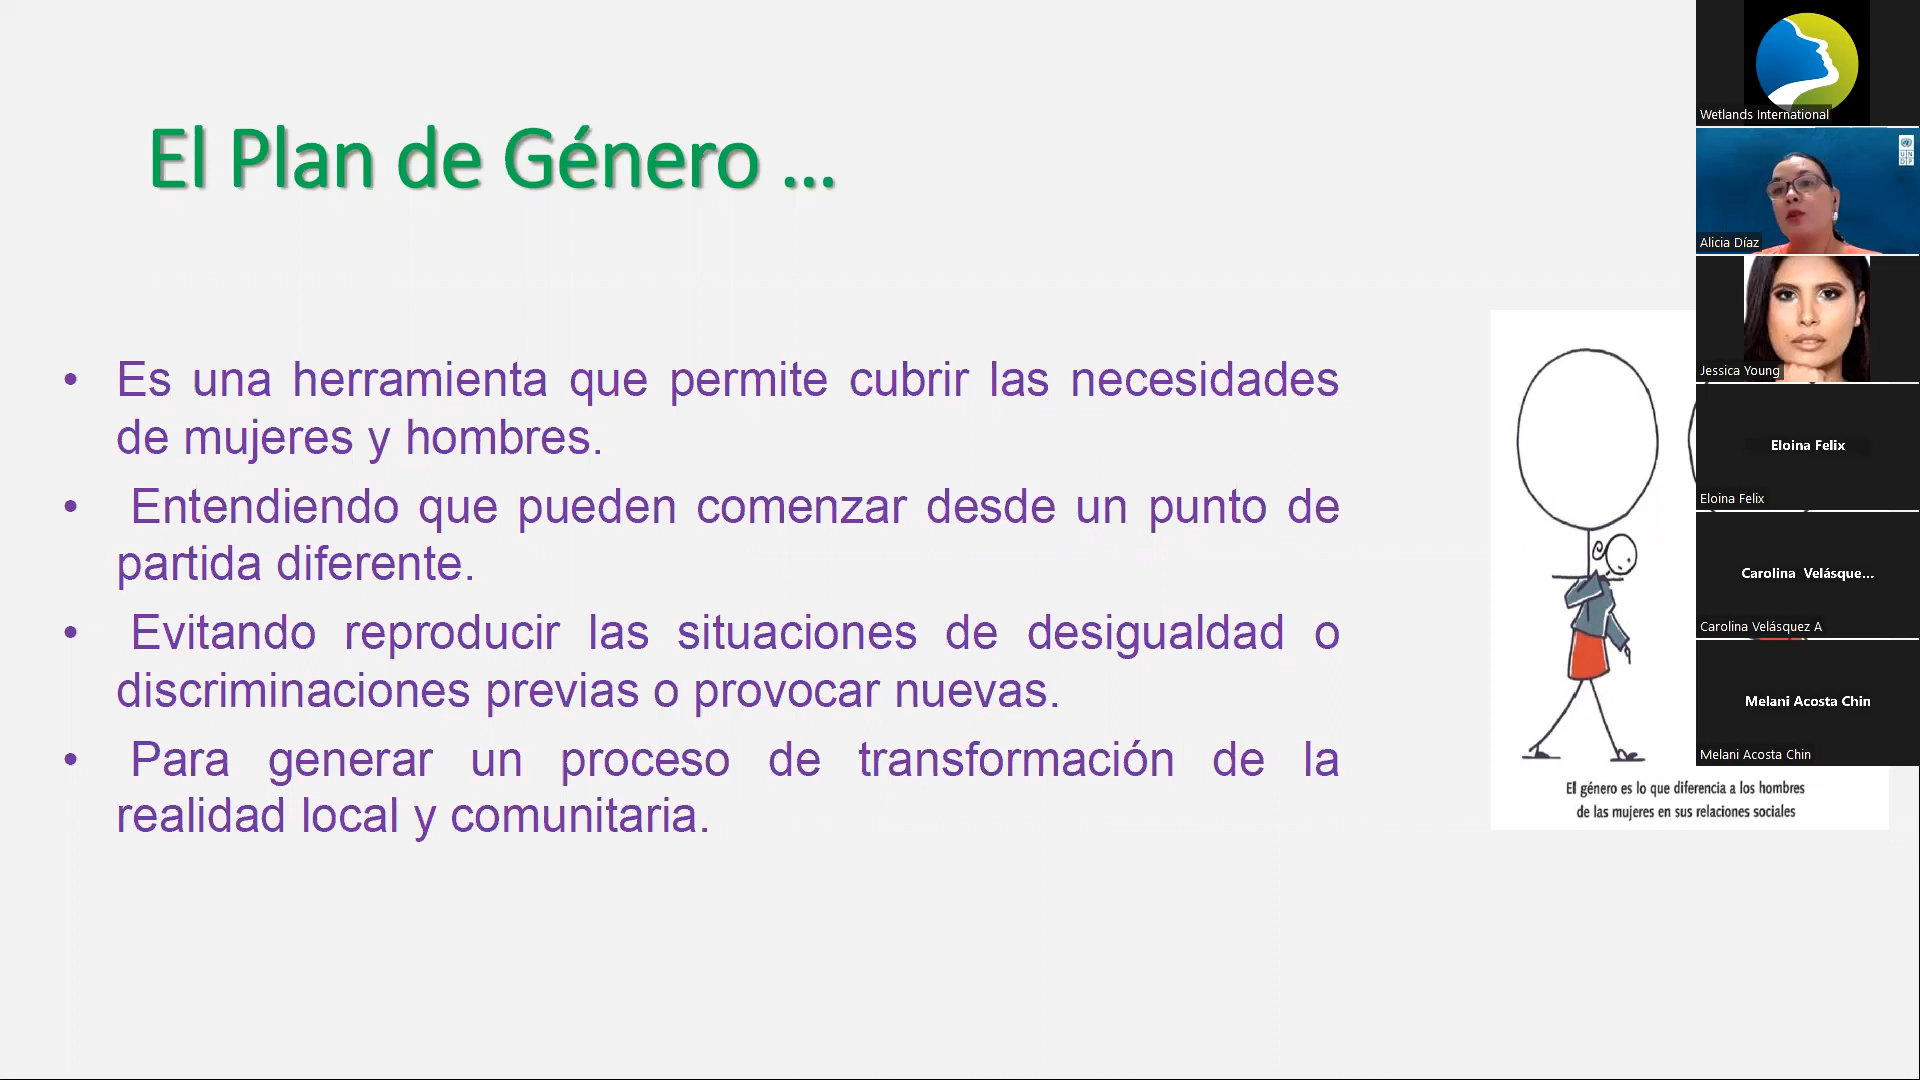 El Plan de Género ...
• Es una herramienta que permite cubrir las necesidades
de mujeres y hombres.
• Entendiendo que pueden comenzar desde un punto de
partida diferente.
• Evitando reproducir las situaciones de desigualdad o
discriminaciones previas o provocar nuevas.
• Para generar un proceso de transformación de la
realidad local y comunitaria.
El género es lo que diferencia a los hombres
de las mujeres en sus relaciones sociales
Wetlands International
UN
DP
Alicia Díaz
Jessica Young
Eloina Felix
Eloina Felix
Carolina Velásque...
Carolina Velásquez A
Melani Acosta Chin
Melani Acosta Chin